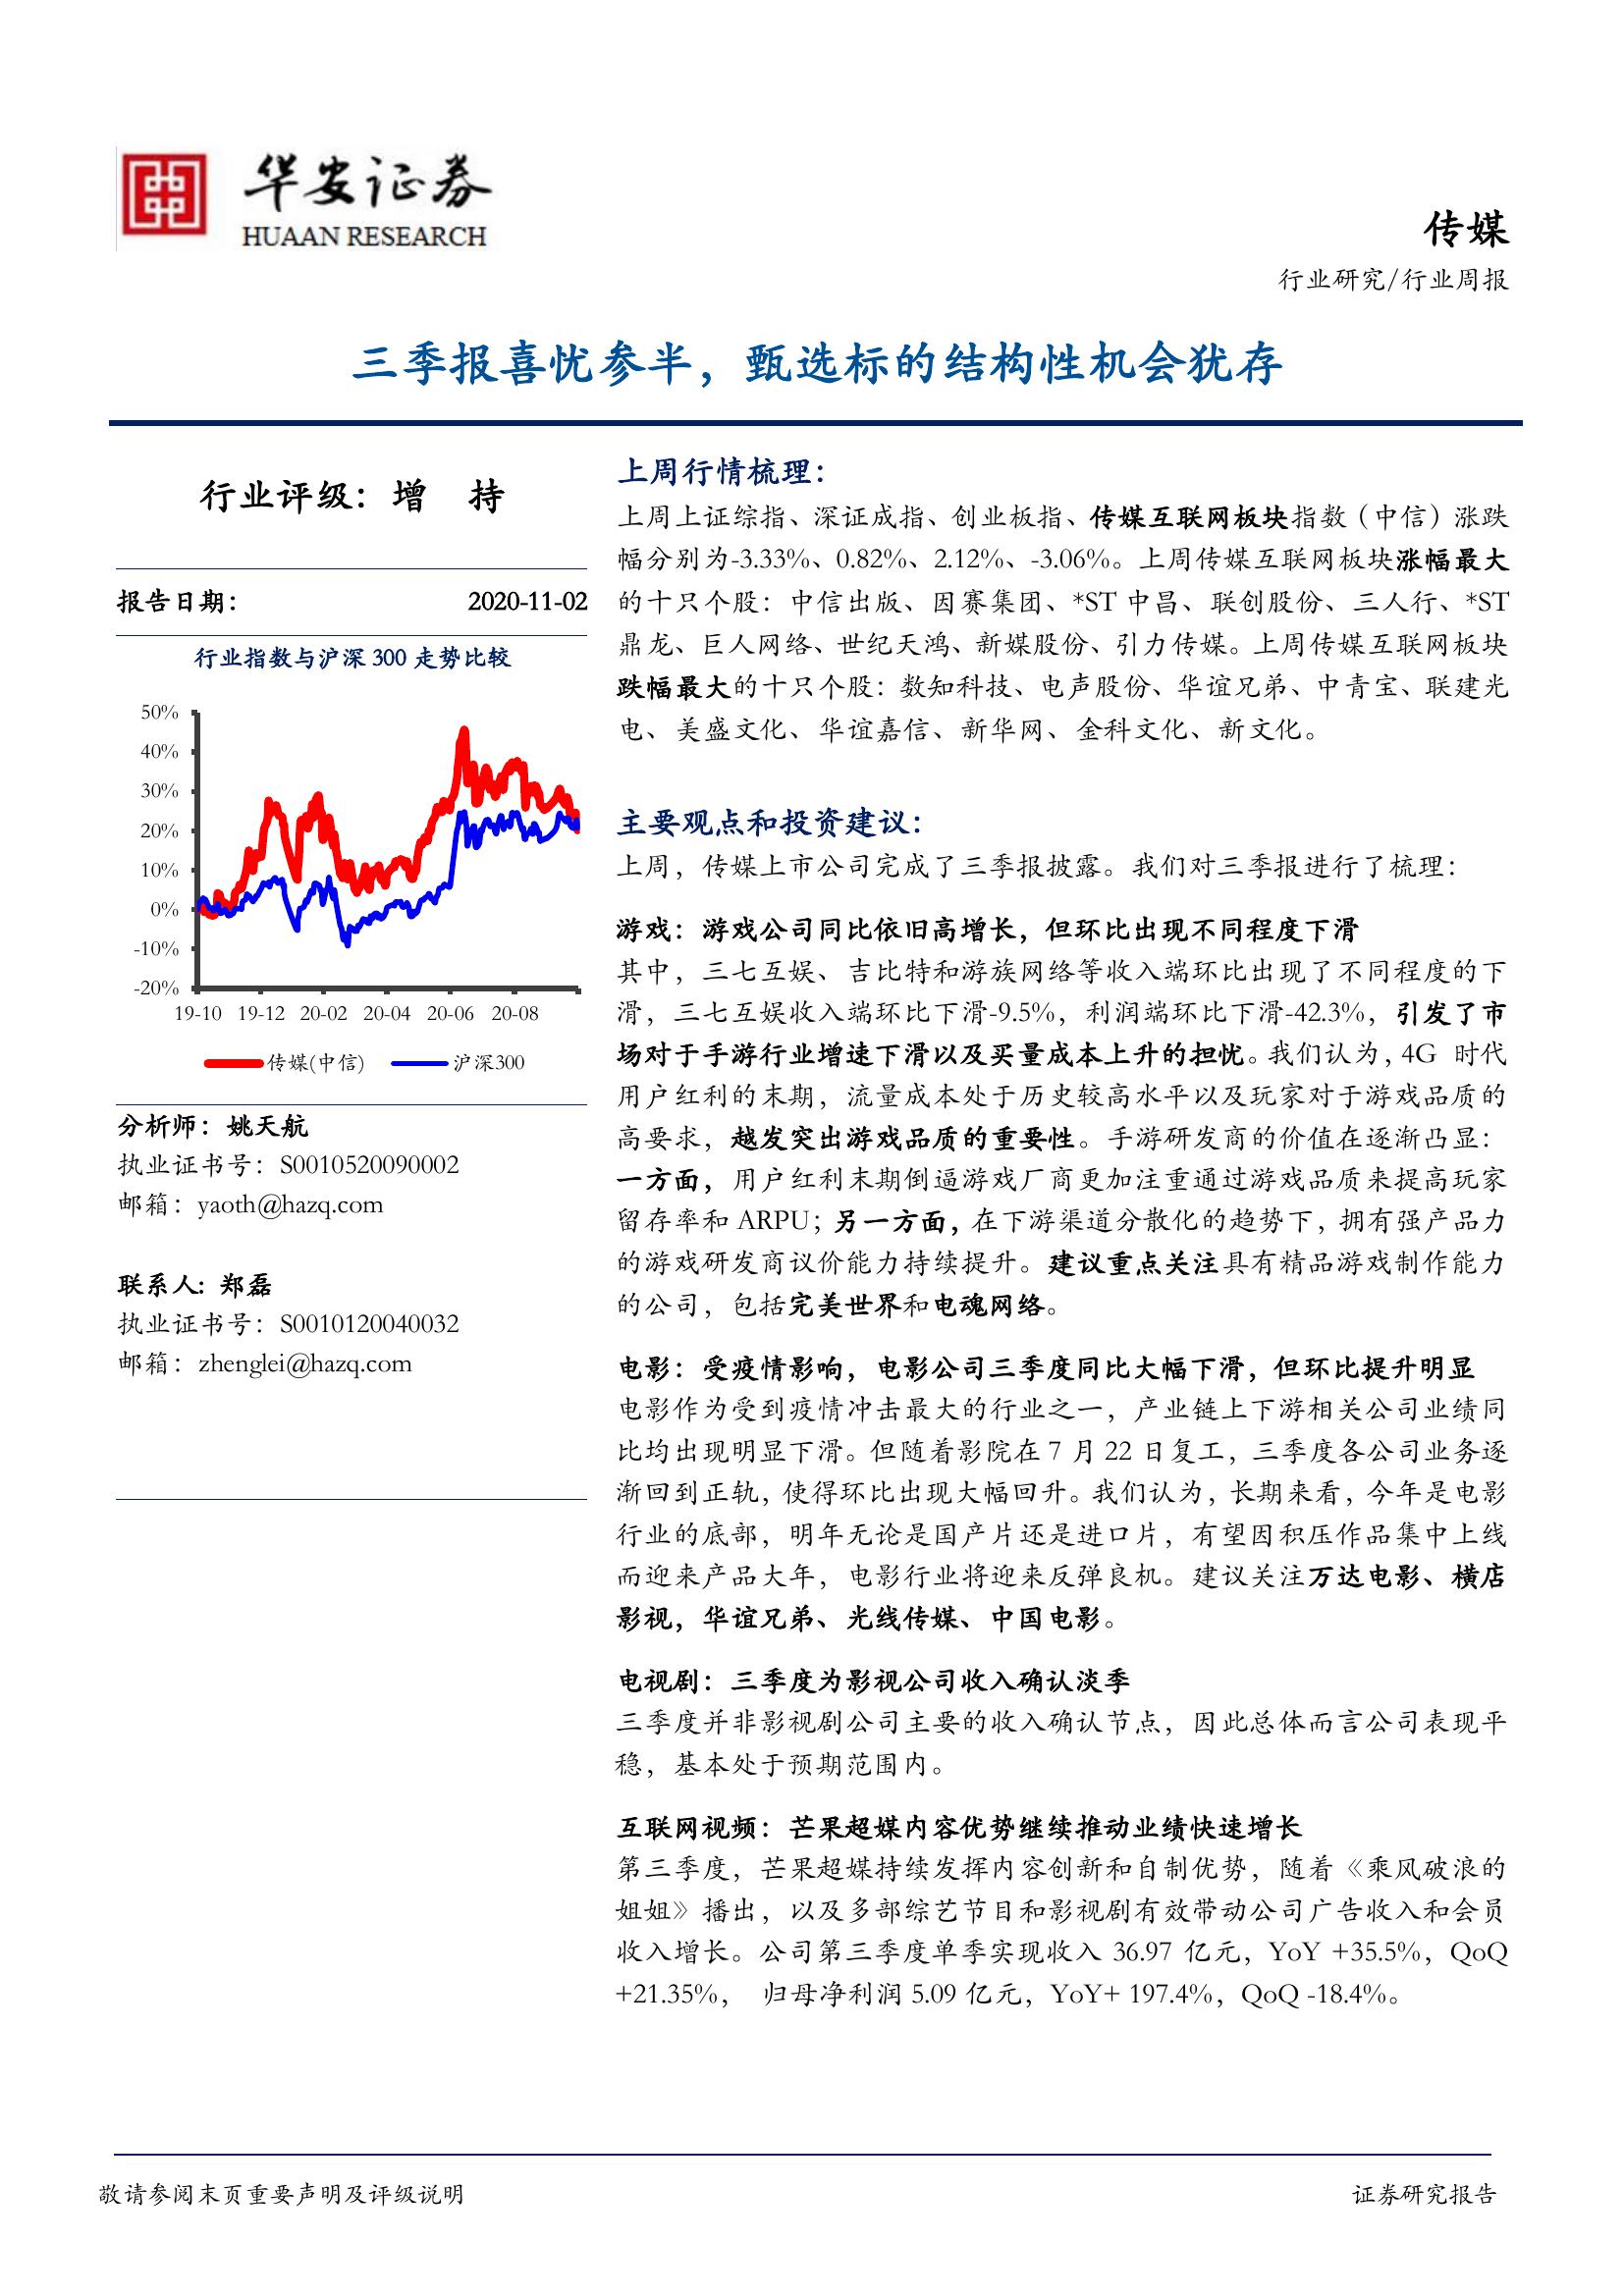 华安证券
HUAAN RESEARCH
传媒
行业研究/行业周报
三季报喜忧参半，甄选标的结构性机会犹存
行业评级：增 持
报告日期： 2020-11-02
行业指数与沪深 300 走势比较
50%
40%
30%
20%
10%
0%
-10%
-20%
19-10 19-12 20-02 20-04 20-06 20-08
传媒(中信) 沪深300
分析师：姚天航
执业证书号：S0010520090002
邮箱：yaoth@hazq.com
联系人：郑磊
执业证书号：S0010120040032
邮箱：zhenglei@hazq.com
上周行情梳理：
上周上证综指、深证成指、创业板指、传媒互联网板块指数（中信）涨跌
幅分别为-3.33%、0.82%、2.12%、-3.06%。上周传媒互联网板块涨幅最大
的十只个股：中信出版、因赛集团、*ST 中昌、联创股份、三人行、*ST
鼎龙、巨人网络、世纪天鸿、新媒股份、引力传媒。上周传媒互联网板块
跌幅最大的十只个股：数知科技、电声股份、华谊兄弟、中青宝、联建光
电、美盛文化、华谊嘉信、新华网、金科文化、新文化。
主要观点和投资建议：
上周，传媒上市公司完成了三季报披露。我们对三季报进行了梳理：
游戏：游戏公司同比依旧高增长，但环比出现不同程度下滑
其中，三七互娱、吉比特和游族网络等收入端环比出现了不同程度的下
滑，三七互娱收入端环比下滑-9.5%，利润端环比下滑-42.3%，引发了市
场对于手游行业增速下滑以及买量成本上升的担忧。我们认为，4G 时代
用户红利的末期，流量成本处于历史较高水平以及玩家对于游戏品质的
高要求，越发突出游戏品质的重要性。手游研发商的价值在逐渐凸显：
一方面，用户红利末期倒逼游戏厂商更加注重通过游戏品质来提高玩家
留存率和 ARPU；另一方面，在下游渠道分散化的趋势下，拥有强产品力
的游戏研发商议价能力持续提升。建议重点关注具有精品游戏制作能力
的公司，包括完美世界和电魂网络。
电影：受疫情影响，电影公司三季度同比大幅下滑，但环比提升明显
电影作为受到疫情冲击最大的行业之一，产业链上下游相关公司业绩同
比均出现明显下滑。但随着影院在 7 月 22 日复工，三季度各公司业务逐
渐回到正轨，使得环比出现大幅回升。我们认为，长期来看，今年是电影
行业的底部，明年无论是国产片还是进口片，有望因积压作品集中上线
而迎来产品大年，电影行业将迎来反弹良机。建议关注万达电影、横店
影视，华谊兄弟、光线传媒、中国电影。
电视剧：三季度为影视公司收入确认淡季
三季度并非影视剧公司主要的收入确认节点，因此总体而言公司表现平
稳，基本处于预期范围内。
互联网视频：芒果超媒内容优势继续推动业绩快速增长
第三季度，芒果超媒持续发挥内容创新和自制优势，随着《乘风破浪的
姐姐》播出，以及多部综艺节目和影视剧有效带动公司广告收入和会员
收入增长。公司第三季度单季实现收入 36.97 亿元，YoY +35.5%，QoQ
+21.35%， 归母净利润 5.09 亿元，YoY+ 197.4%，QoQ -18.4%。
敬请参阅末页重要声明及评级说明 证券研究报告